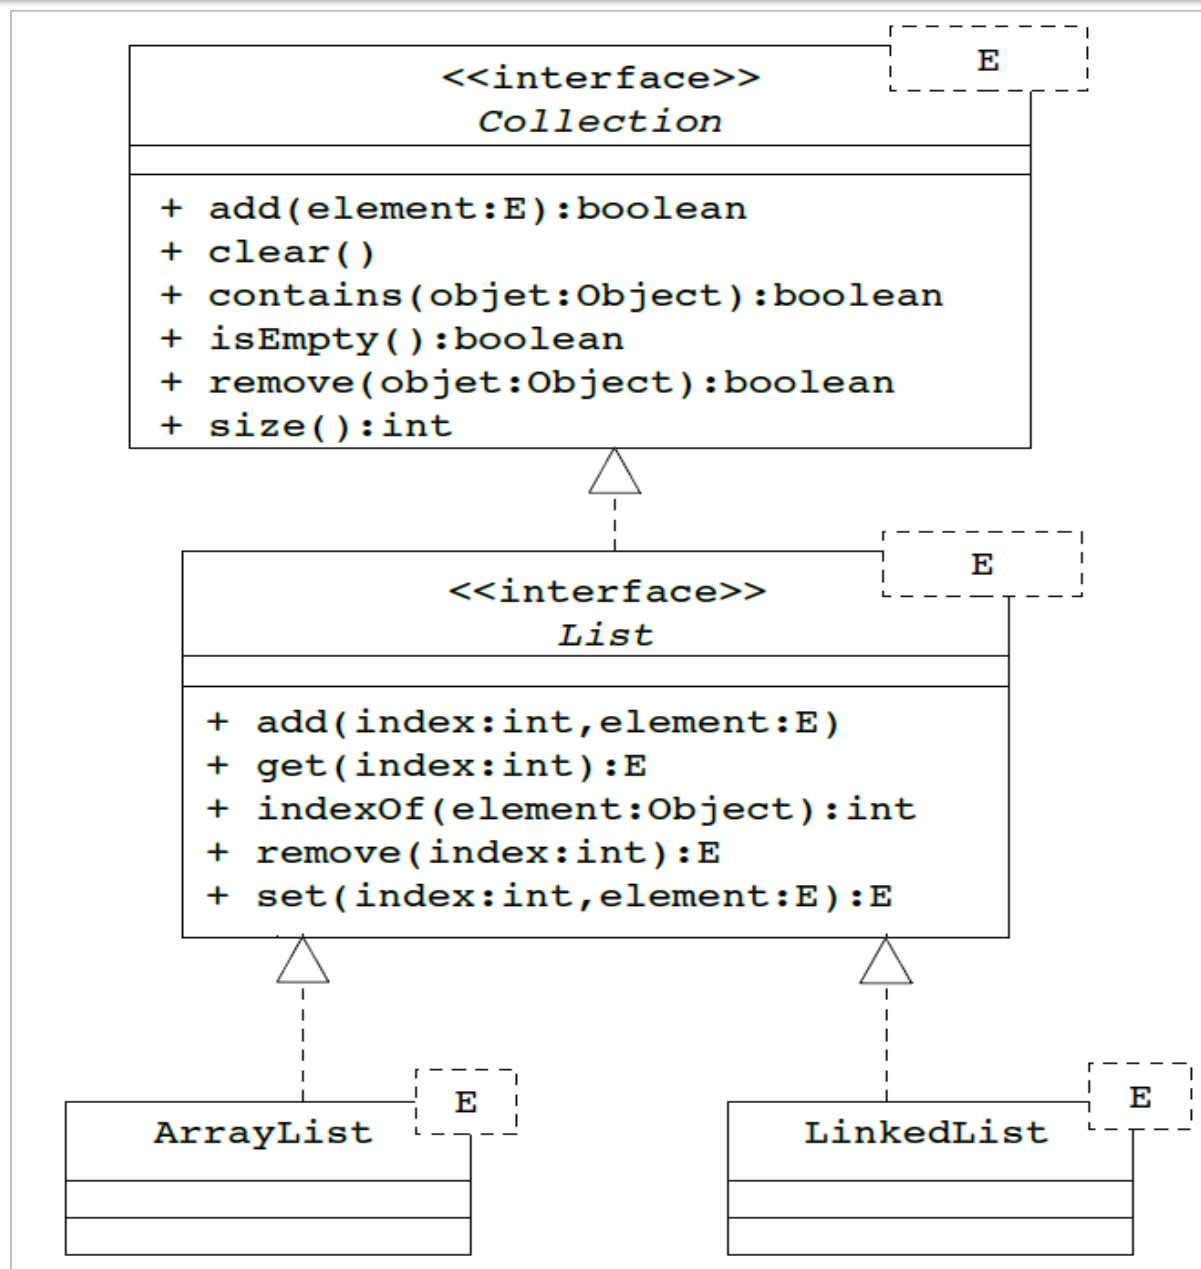 E
<<interface>>
Collection
+ add(element:E):boolean
+ clear()
+ contains(objet:Object):boolean
+ isEmpty():boolean
+ remove(objet:Object):boolean
+ size():int
E
<<interface>>
List
+ add(index:int,element:E)
+ get(index:int):E
+ indexOf(element:Object):int
+ remove(index:int):E
+ set(index:int,element:E):E
E
ArrayList
E
LinkedList